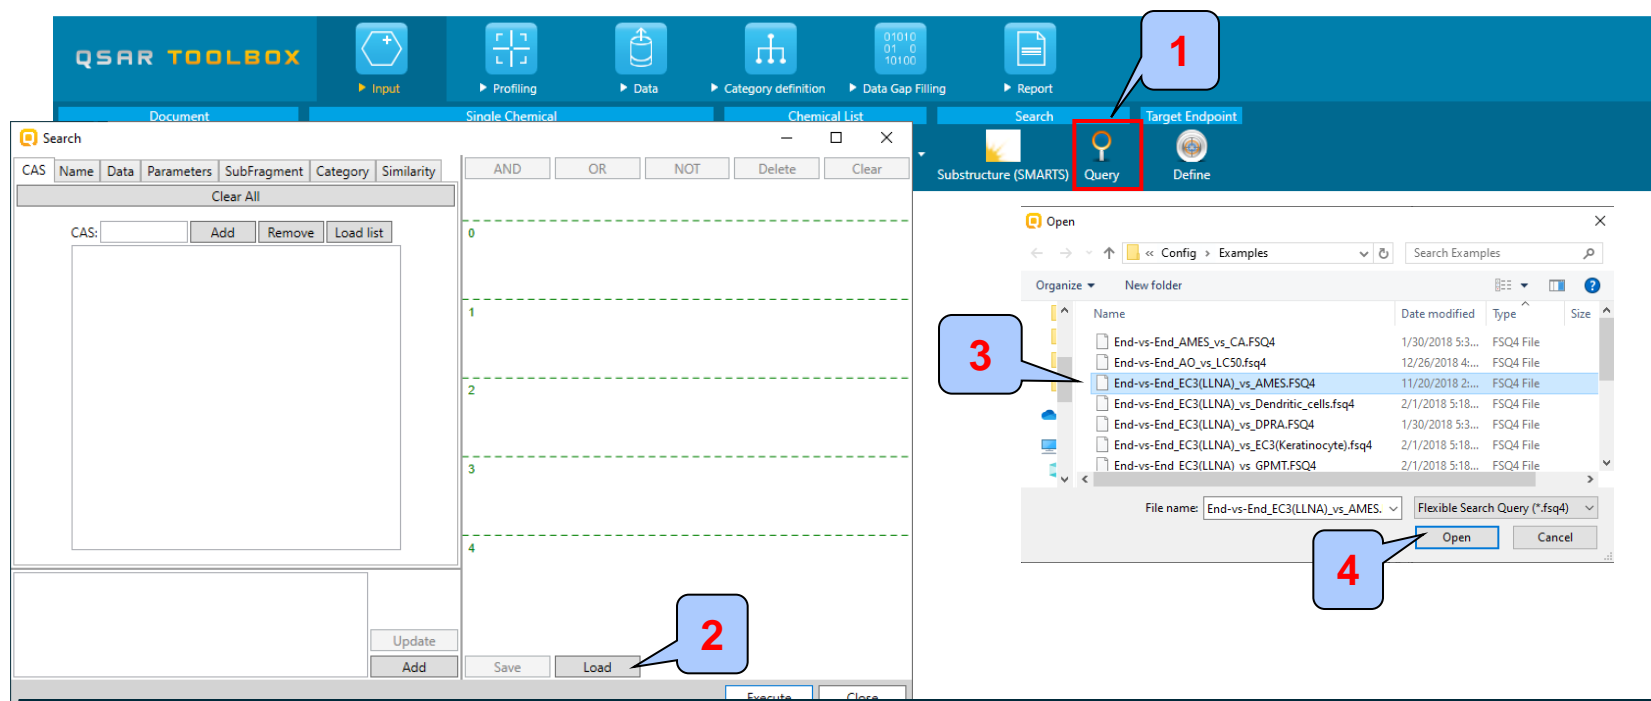 QSAR TOOLBOX
01010
01 0
10100
Input
Profiling
Data
Category definition
Data Gap Filling
Report
1
Document
Single Chemical
Chemical List
Search
Target Endpoint
Substructure (SMARTS)
Query
Define
Search
CAS
Name
Data
Parameters
SubFragment
Category
Similarity
Clear All
CAS:
Add
Remove
Load list
AND
OR
NOT
Delete
Clear
0
1
2
3
4
Update
Add
Save
Load
2
Execute
Close
Open
« Config › Examples
Search Examples
Organize
New folder
Name
Date modified
Type
Size
End-vs-End_AMES_vs_CA.FSQ4 1/30/2018 5:3... FSQ4 File
End-vs-End_AO_vs_LC50.fsq4 12/26/2018 4:... FSQ4 File
End-vs-End_EC3(LLNA)_vs_AMES.FSQ4 11/20/2018 2:... FSQ4 File
End-vs-End_EC3(LLNA)_vs_Dendritic_cells.fsq4 2/1/2018 5:18... FSQ4 File
End-vs-End_EC3(LLNA)_vs_DPRA.FSQ4 1/30/2018 5:3... FSQ4 File
End-vs-End_EC3(LLNA)_vs_EC3(Keratinocyte).fsq4 2/1/2018 5:18... FSQ4 File
End-vs-End_EC3(LLNA)_vs_GPMT.FSQ4 2/1/2018 5:18... FSQ4 File
3
File name: End-vs-End_EC3(LLNA)_vs_AMES.
Flexible Search Query (*.fsq4)
Open
Cancel
4